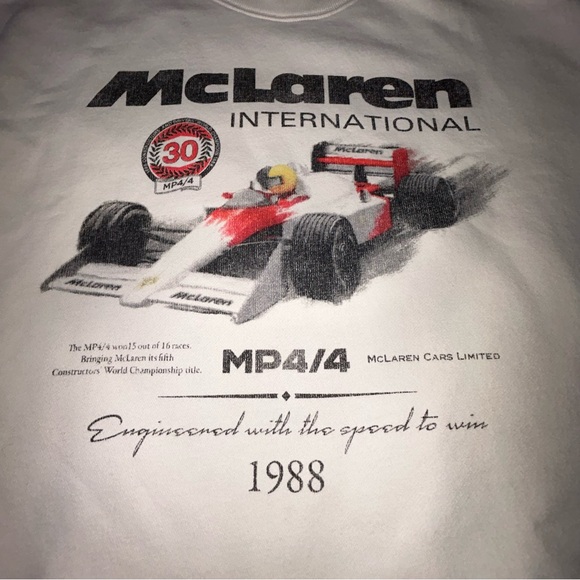 McLaren
INTERNATIONAL
30
MP4/4
McLaren
McLaren
McLaren
The MP4/4 won15 out of 16 races.
Bringing McLaren its fifth
Constructors' World Championship title.
MP4/4
McLaren Cars Limited
Engineered with the speed to win
1988